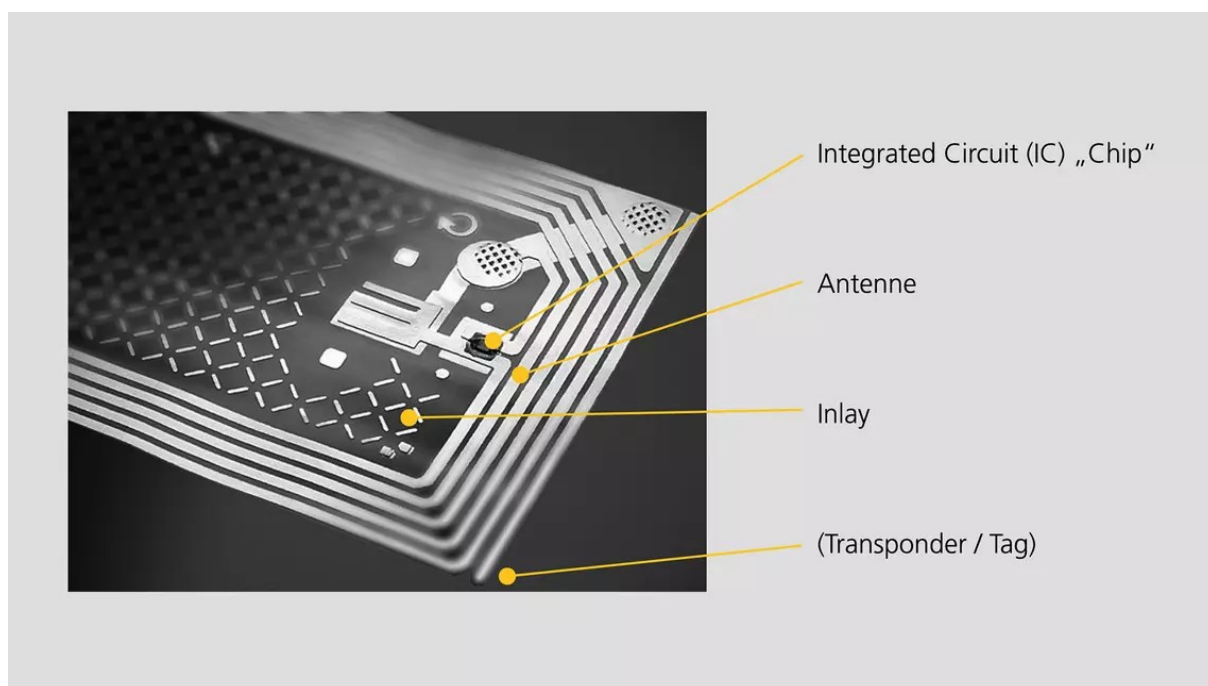 Integrated Circuit (IC) „Chip“
Antenne
Inlay
(Transponder / Tag)